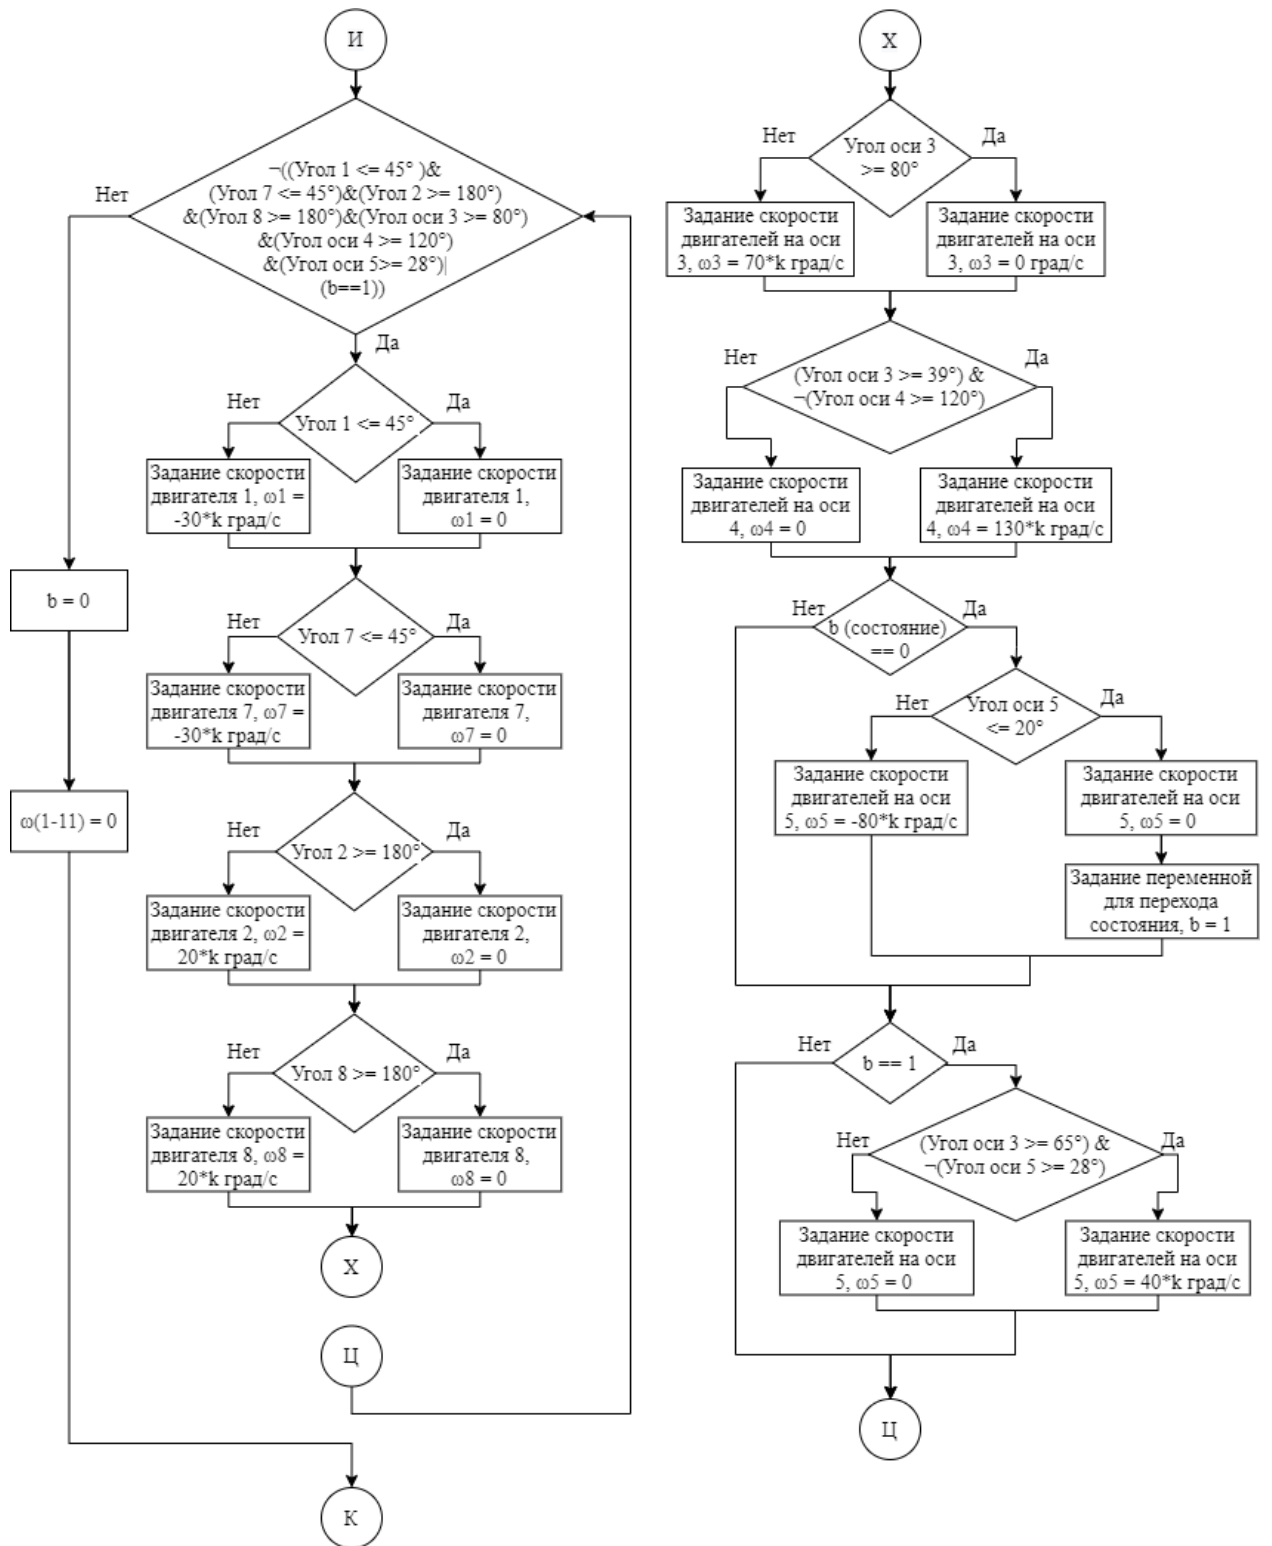 И
¬((Угол 1 <= 45° )&
(Угол 7 <= 45°)&(Угол 2 >= 180°)
&(Угол 8 >= 180°)&(Угол оси 3 >= 80°)
&(Угол оси 4 >= 120°)
&(Угол оси 5>= 28°)|
(b==1))
Нет
Да
Угол 1 <= 45°
Нет
Да
Задание скорости
двигателя 1, ω1 =
-30*k град/с
Задание скорости
двигателя 1,
ω1 = 0
b = 0
Угол 7 <= 45°
Нет
Да
Задание скорости
двигателя 7, ω7 =
-30*k град/с
Задание скорости
двигателя 7,
ω7 = 0
ω(1-11) = 0
Угол 2 >= 180°
Нет
Да
Задание скорости
двигателя 2, ω2 =
20*k град/с
Задание скорости
двигателя 2,
ω2 = 0
Угол 8 >= 180°
Нет
Да
Задание скорости
двигателя 8, ω8 =
20*k град/с
Задание скорости
двигателя 8,
ω8 = 0
Х
Ц
К
Х
Нет
Да
Угол оси 3
>= 80°
Задание скорости
двигателей на оси
3, ω3 = 70*k град/с
Задание скорости
двигателей на оси
3, ω3 = 0 град/с
Нет
Да
(Угол оси 3 >= 39°) &
¬(Угол оси 4 >= 120°)
Задание скорости
двигателей на оси
4, ω4 = 0
Задание скорости
двигателей на оси
4, ω4 = 130*k град/с
Нет
Да
b (состояние)
== 0
Нет
Да
Угол оси 5
<= 20°
Задание скорости
двигателей на оси
5, ω5 = -80*k град/с
Задание скорости
двигателей на оси
5, ω5 = 0
Задание переменной
для перехода
состояния, b = 1
Нет
Да
b == 1
Нет
Да
(Угол оси 3 >= 65°) &
¬(Угол оси 5 >= 28°)
Задание скорости
двигателей на оси
5, ω5 = 0
Задание скорости
двигателей на оси
5, ω5 = 40*k град/с
Ц